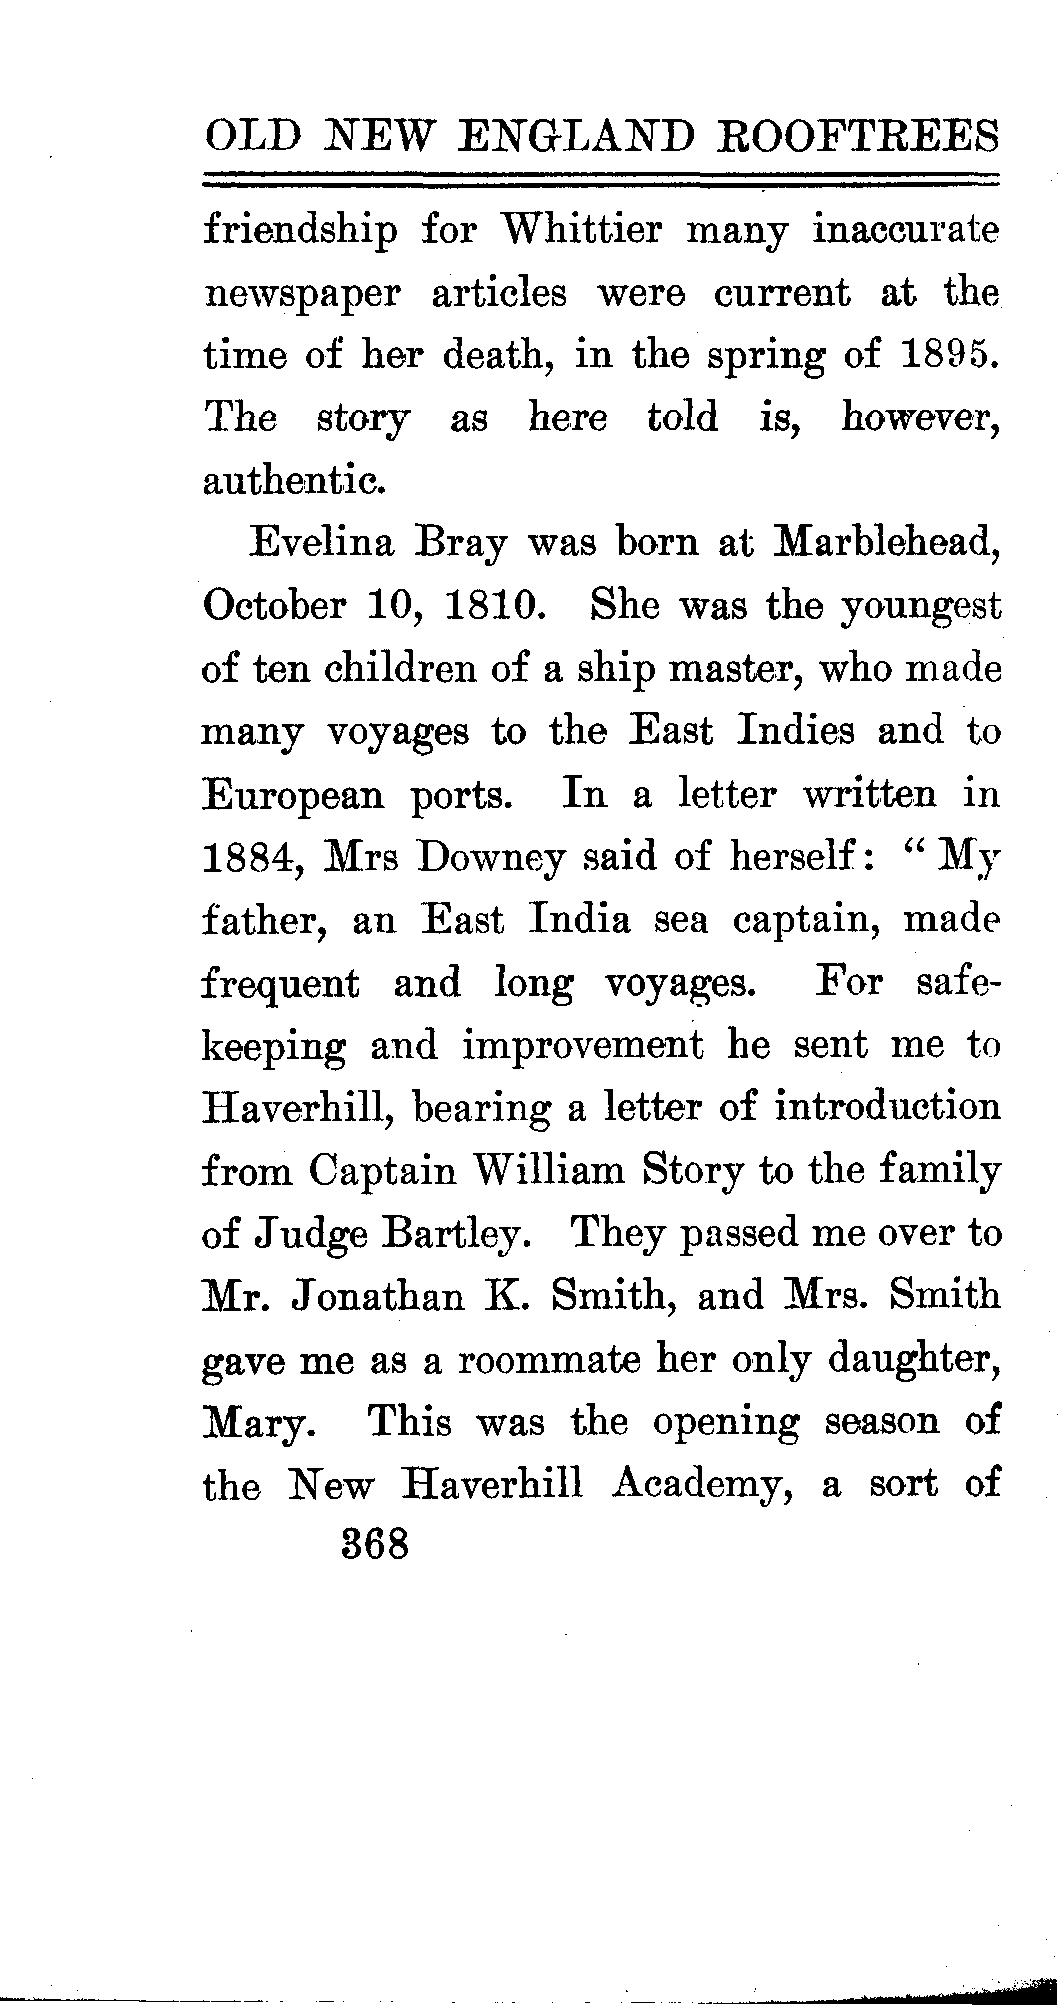 OLD NEW ENGLAND ROOFTREES
friendship for Whittier many inaccurate
newspaper articles were current at the
time of her death, in the spring of 1895.
The story as here told is, however,
authentic.
Evelina Bray was born at Marblehead,
October 10, 1810. She was the youngest
of ten children of a ship master, who made
many voyages to the East Indies and to
European ports. In a letter written in
1884, Mrs Downey said of herself: “ My
father, an East India sea captain, made
frequent and long voyages. For safe-
keeping and improvement he sent me to
Haverhill, bearing a letter of introduction
from Captain William Story to the family
of Judge Bartley. They passed me over to
Mr. Jonathan K. Smith, and Mrs. Smith
gave me as a roommate her only daughter,
Mary. This was the opening season of
the New Haverhill Academy, a sort of
368